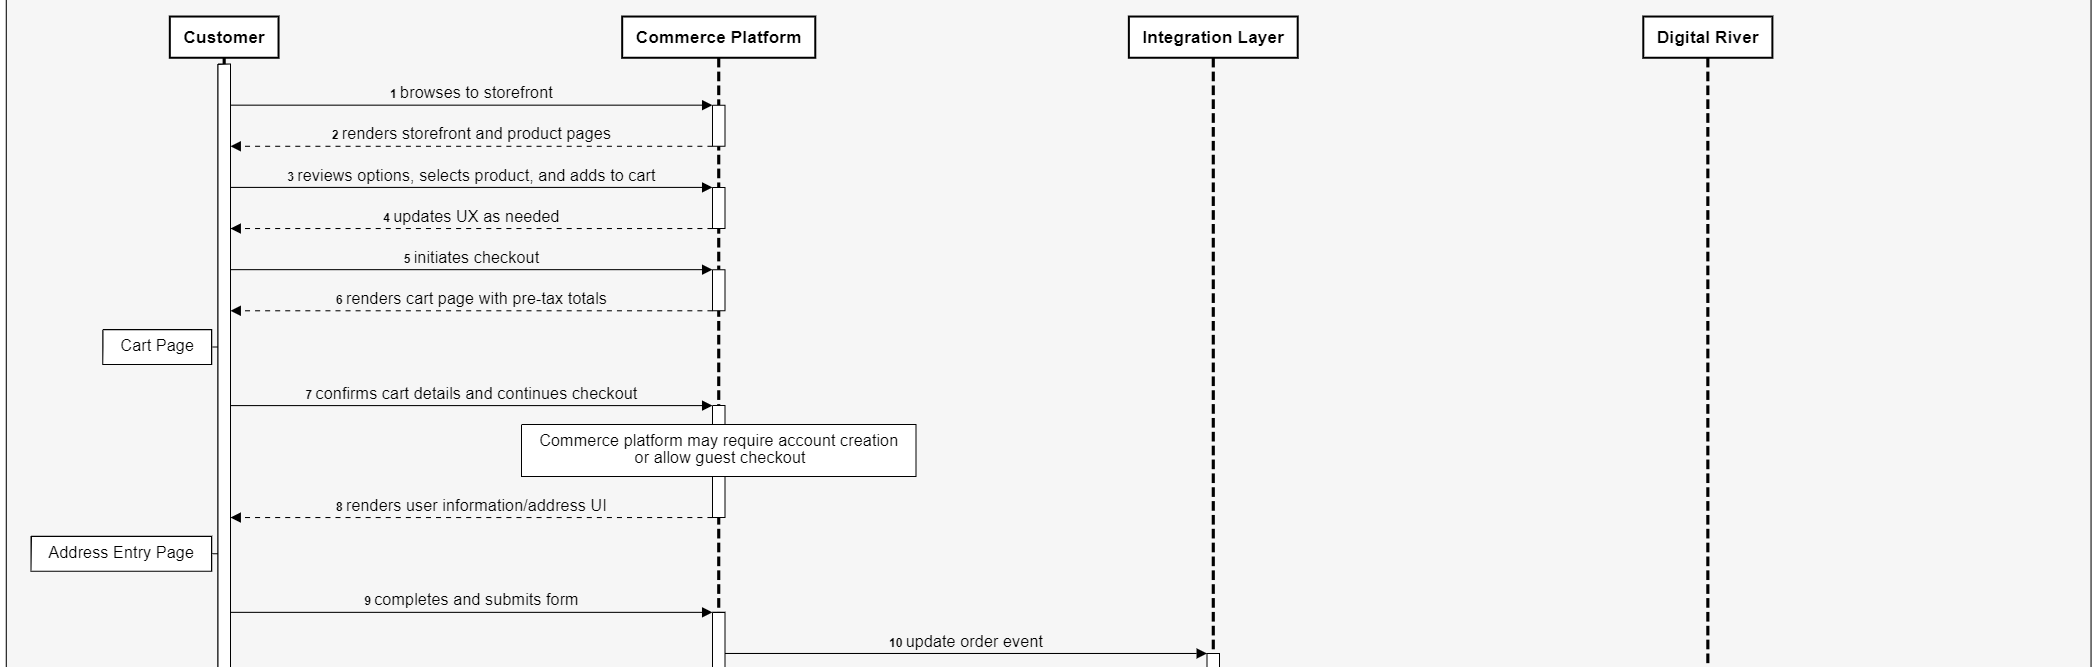 Customer
Commerce Platform
Integration Layer
Digital River
1 browses to storefront
2 renders storefront and product pages
3 reviews options, selects product, and adds to cart
4 updates UX as needed
5 initiates checkout
6 renders cart page with pre-tax totals
Cart Page
7 confirms cart details and continues checkout
Commerce platform may require account creation
or allow guest checkout
8 renders user information/address UI
Address Entry Page
9 completes and submits form
10 update order event